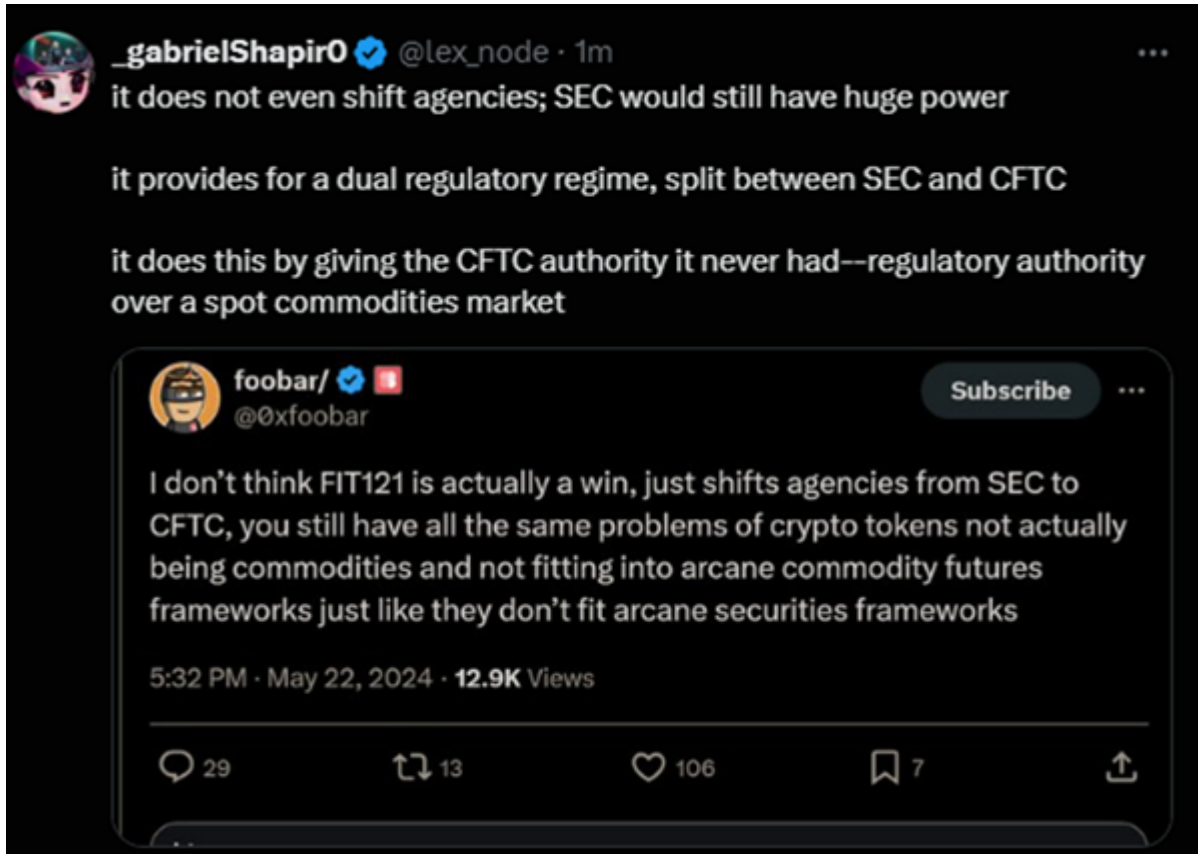 _gabrielShapir0 @lex_node · 1m
it does not even shift agencies; SEC would still have huge power
it provides for a dual regulatory regime, split between SEC and CFTC
it does this by giving the CFTC authority it never had--regulatory authority
over a spot commodities market
foobar/
Subscribe
@0xfoobar
I don't think FIT121 is actually a win, just shifts agencies from SEC to
CFTC, you still have all the same problems of crypto tokens not actually
being commodities and not fitting into arcane commodity futures
frameworks just like they don't fit arcane securities frameworks
5:32 PM · May 22, 2024 · 12.9K Views
29 13 106 7